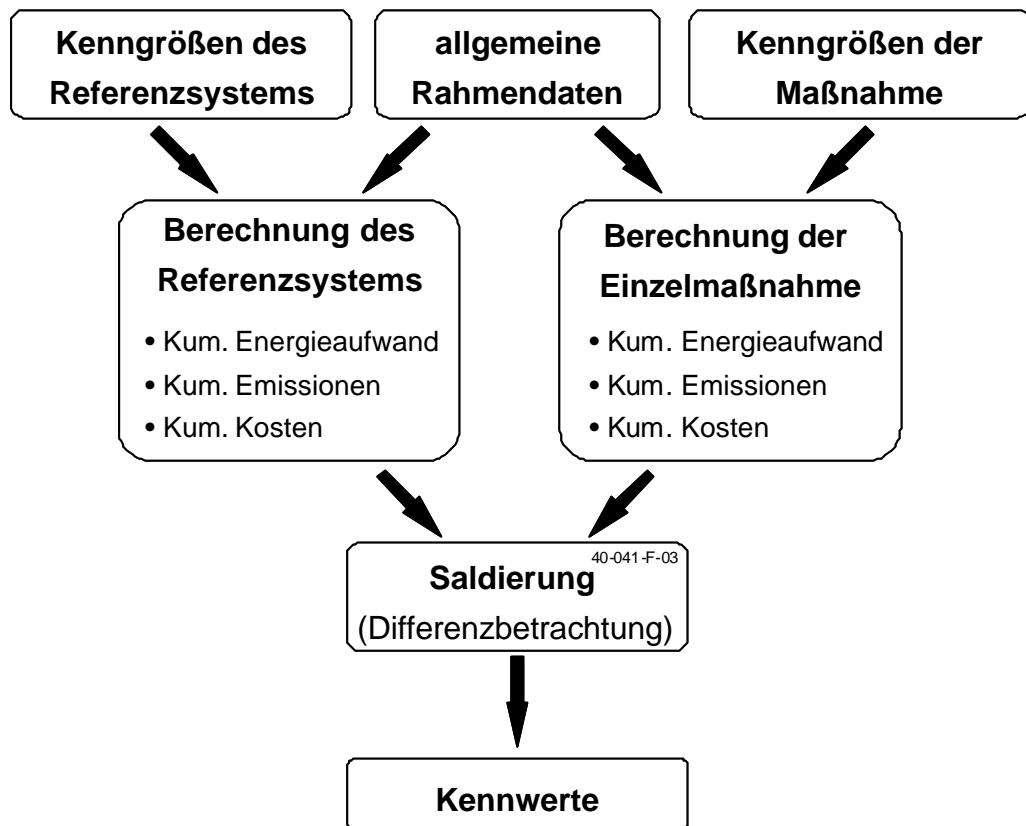 Kenngrößen des
Referenzsystems
allgemeine
Rahmendaten
Kenngrößen der
Maßnahme
Berechnung des
Referenzsystems
• Kum. Energieaufwand
• Kum. Emissionen
• Kum. Kosten
Berechnung der
Einzelmaßnahme
• Kum. Energieaufwand
• Kum. Emissionen
• Kum. Kosten
40-041-F-03
Saldierung
(Differenzbetrachtung)
Kennwerte